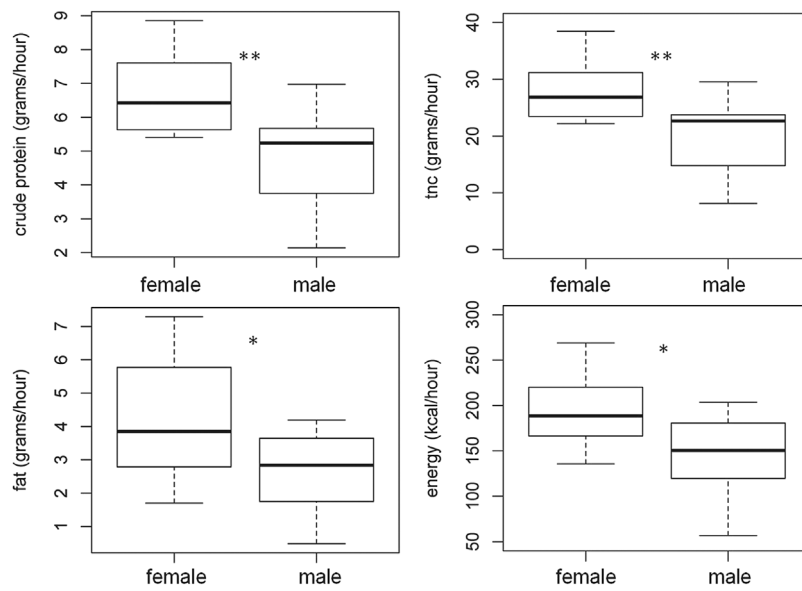 crude protein (grams/hour)
9
8
7
6
5
4
3
2
**
female
male
tnc (grams/hour)
40
30
20
10
0
**
female
male
fat (grams/hour)
7
6
5
4
3
2
1
*
female
male
energy (kcal/hour)
300
250
200
150
100
50
*
female
male